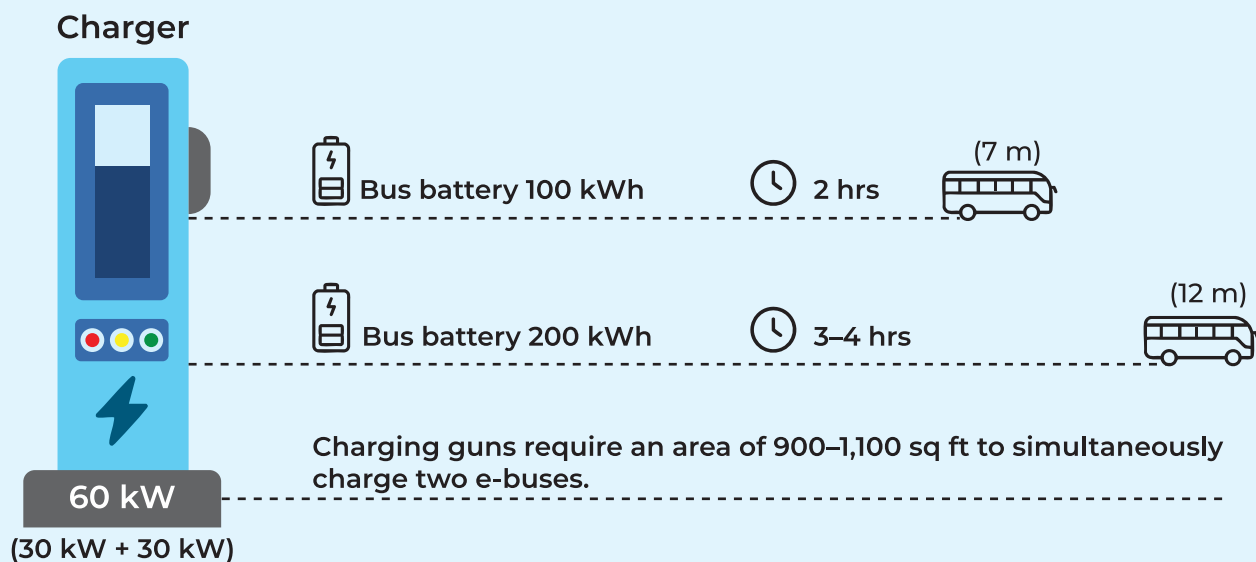 Charger
(7 m)
Bus battery 100 kWh
2 hrs
(12 m)
Bus battery 200 kWh
3–4 hrs
Charging guns require an area of 900–1,100 sq ft to simultaneously
charge two e-buses.
60 kW
(30 kW + 30 kW)